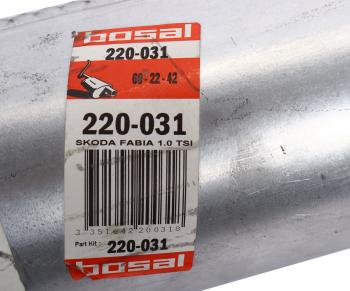 bosal
220-031
60-22-42
220-031
SKODA FABIA 1.0 TSI
Part Kit :
220-031
bosal